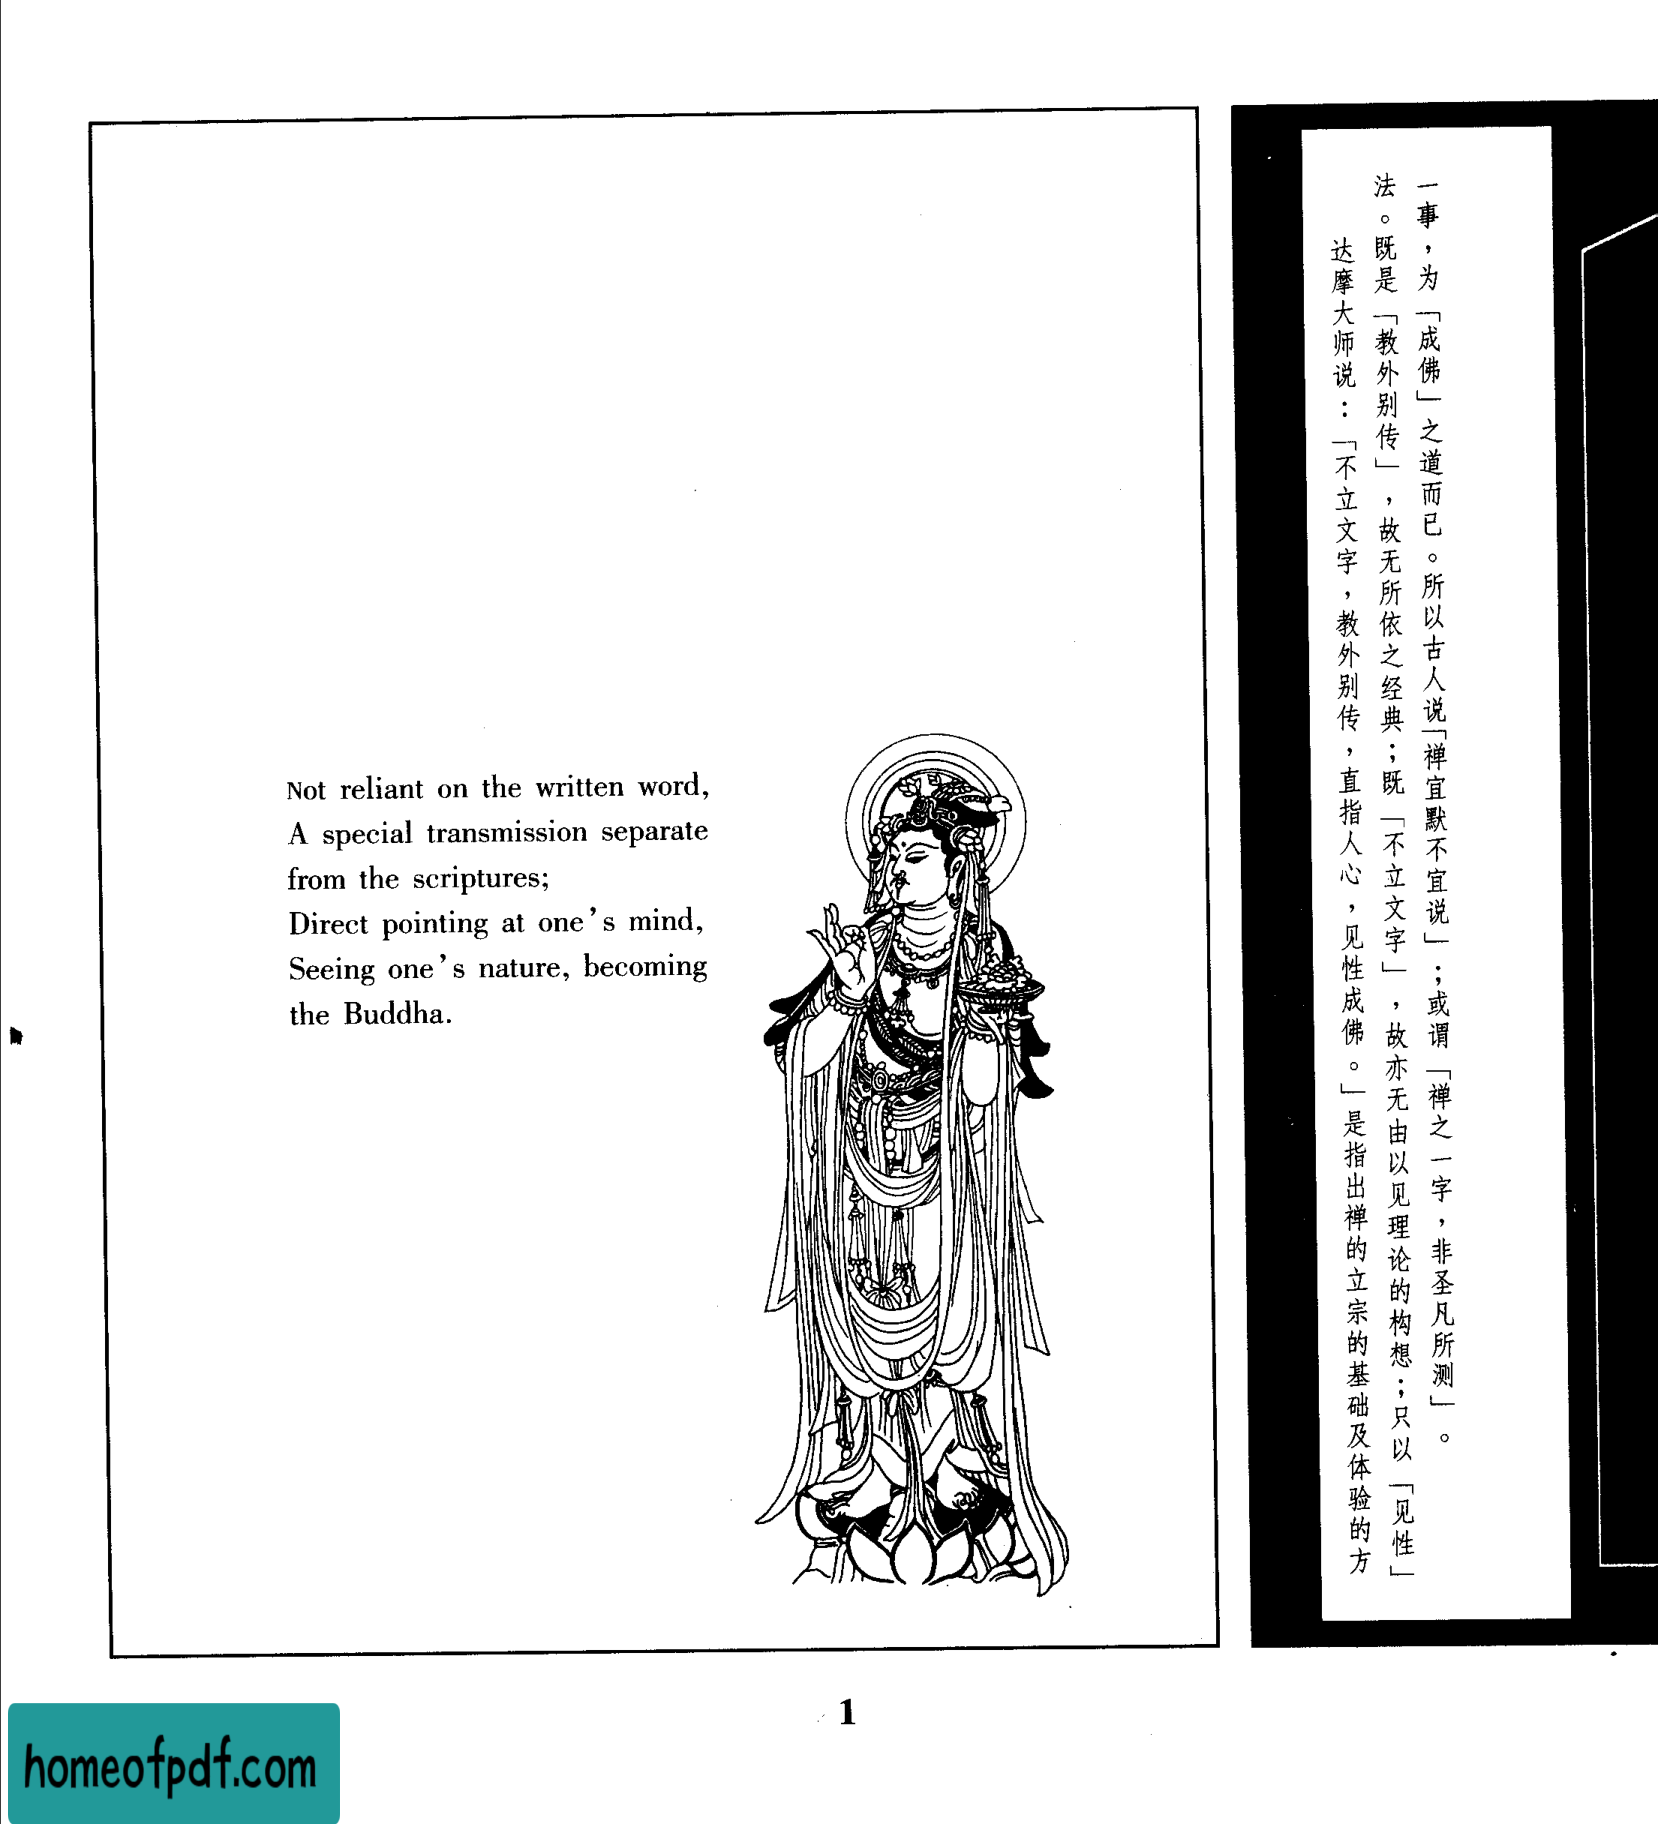 Not reliant on the written word,
A special transmission separate
from the scriptures;
Direct pointing at one's mind,
Seeing one's nature, becoming
the Buddha.
达摩大师说：「不立文字，教外别传，直指人心，见性成佛。」是指出禅的立宗的基础及体验的方
法。既是「教外别传」，故无所依之经典；既「不立文字」，故亦无由以见理论的构想；只以「见性」
一事，为「成佛」之道而已。所以古人说「禅宜默不宜说」；或谓「禅之一字，非圣凡所测」。
1
homeofpdf.com